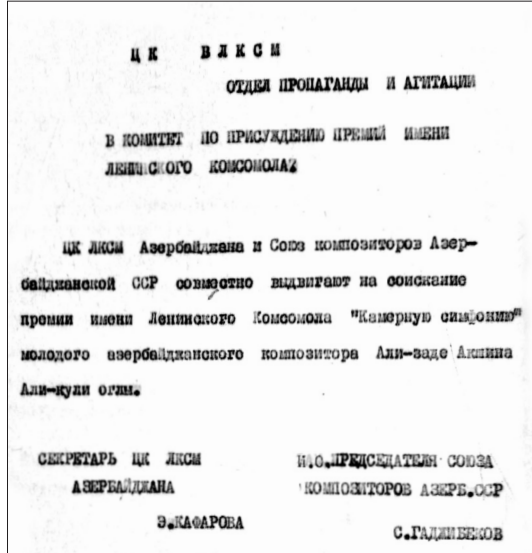 ЦК ВЛКСМ
ОТДЕЛ ПРОПАГАНДЫ И АГИТАЦИИ
В КОМИТЕТ ПО ПРИСУЖДЕНИЮ ПРЕМИЙ ИМЕНИ
ЛЕНИНСКОГО КОМСОМОЛА
ЦК ЛКСМ Азербайджана и Союз композиторов Азер-
байджанской ССР совместно выдвигают на соискание
премии имени Ленинского Комсомола "Камерную симфонию"
молодого азербайджанского композитора Али-заде Акшина
Али-кули оглы.
СЕКРЕТАРЬ ЦК ЛКСМ
АЗЕРБАЙДЖАНА
Э.КАФАРОВА
И.О.ПРЕДСЕДАТЕЛЯ СОЮЗА
КОМПОЗИТОРОВ АЗЕРБ.ССР
С.ГАДЖИБЕКОВ